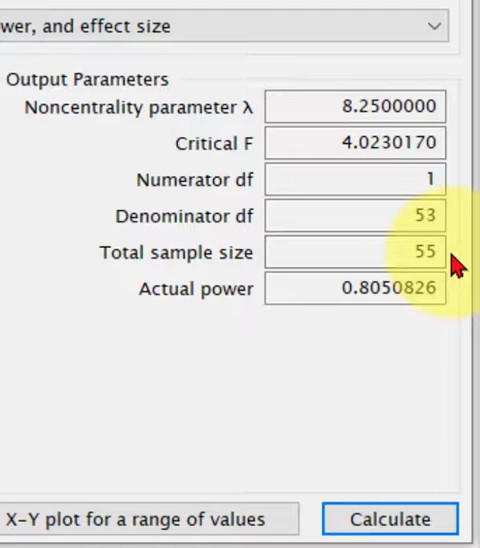 wer, and effect size
Output Parameters
Noncentrality parameter λ 8.2500000
Critical F 4.0230170
Numerator df 1
Denominator df 53
Total sample size 55
Actual power 0.8050826
X-Y plot for a range of values Calculate